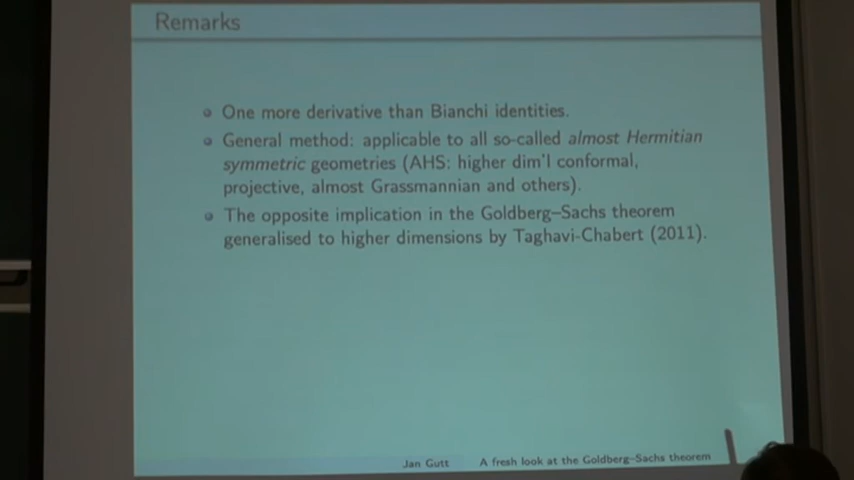 Remarks
One more derivative than Bianchi identities.
General method: applicable to all so-called almost Hermitian
symmetric geometries (AHS: higher dim'l conformal,
projective, almost Grassmannian and others).
The opposite implication in the Goldberg–Sachs theorem
generalised to higher dimensions by Taghavi-Chabert (2011).
Jan Gutt A fresh look at the Goldberg–Sachs theorem